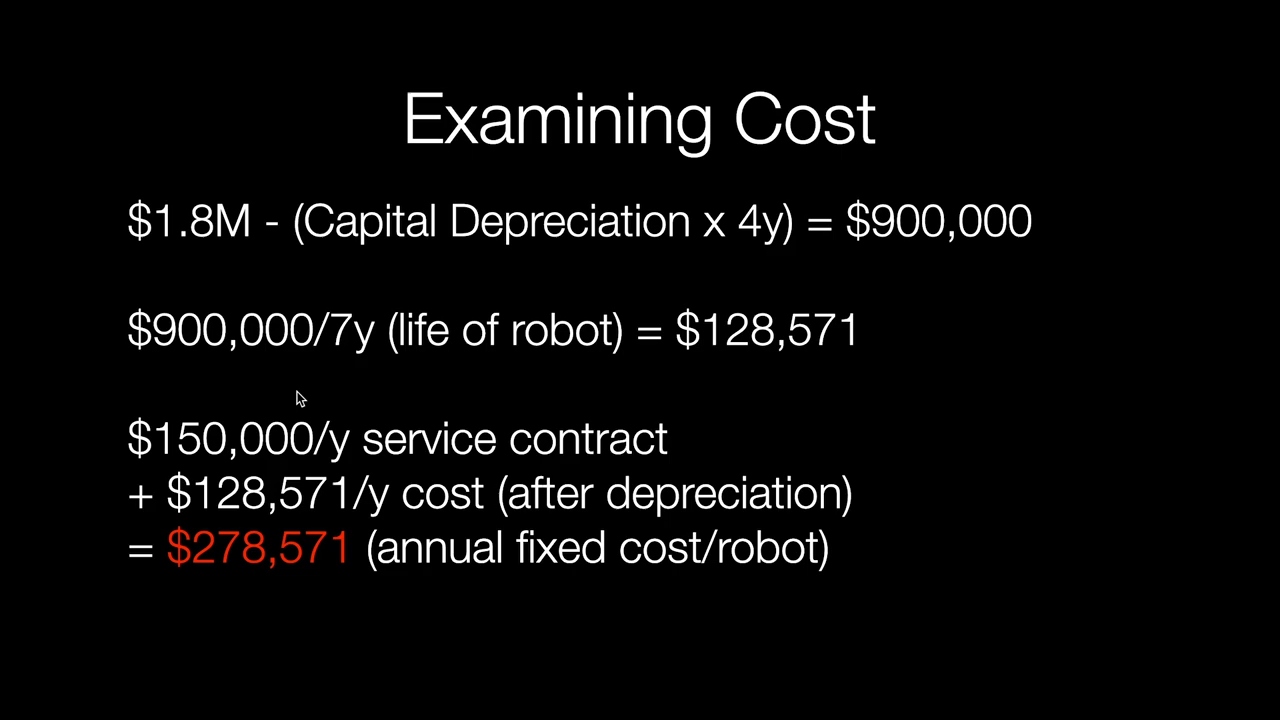 Examining Cost
$1.8M - (Capital Depreciation x 4y) = $900,000
$900,000/7y (life of robot) = $128,571
$150,000/y service contract
+ $128,571/y cost (after depreciation)
= $278,571 (annual fixed cost/robot)